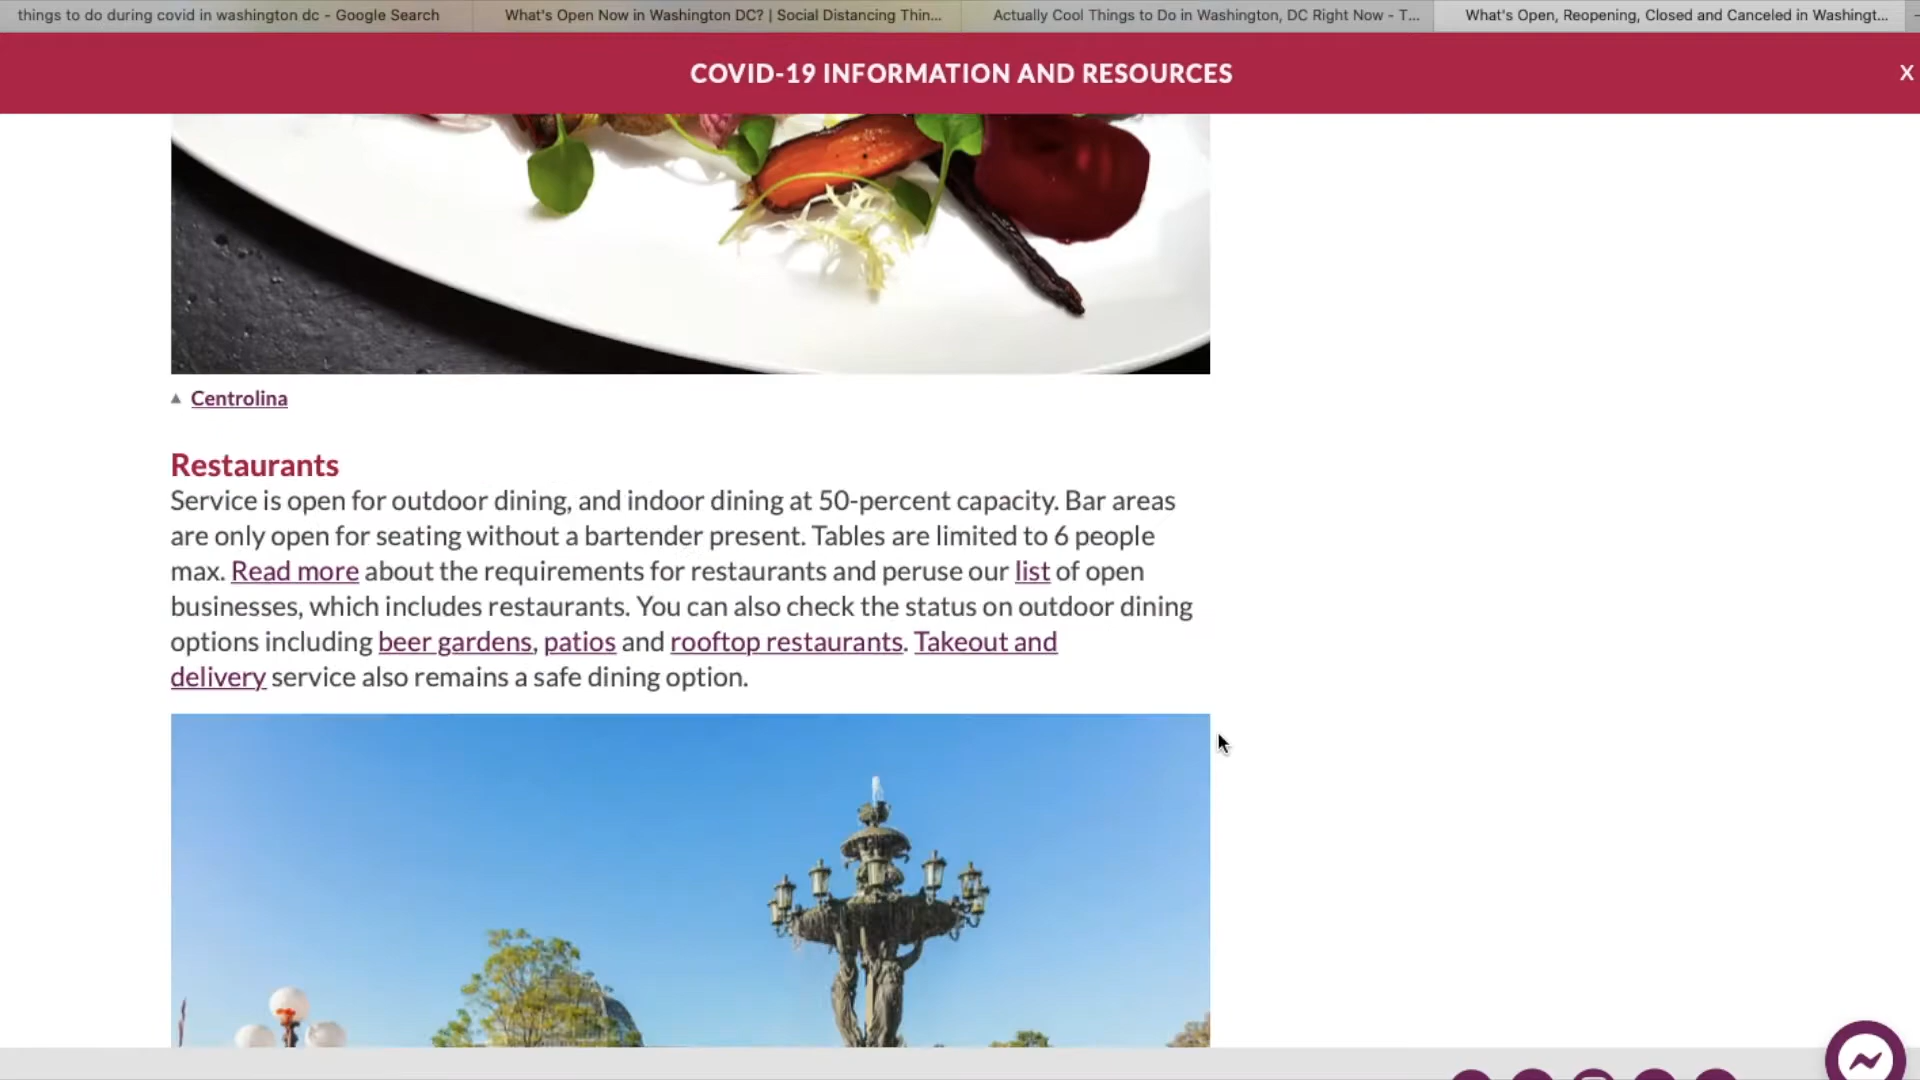 things to do during covid in washington dc - Google Search
What's Open Now in Washington DC? | Social Distancing Thin...
Actually Cool Things to Do in Washington, DC Right Now - T...
What's Open, Reopening, Closed and Canceled in Washingt...
COVID-19 INFORMATION AND RESOURCES
X
▲ Centrolina
Restaurants
Service is open for outdoor dining, and indoor dining at 50-percent capacity. Bar areas
are only open for seating without a bartender present. Tables are limited to 6 people
max. Read more about the requirements for restaurants and peruse our list of open
businesses, which includes restaurants. You can also check the status on outdoor dining
options including beer gardens, patios and rooftop restaurants. Takeout and
delivery service also remains a safe dining option.